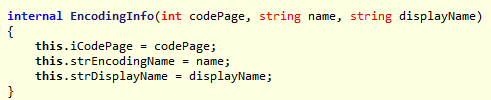 internal EncodingInfo(int codePage, string name, string displayName)
{
    this.iCodePage = codePage;
    this.strEncodingName = name;
    this.strDisplayName = displayName;
}